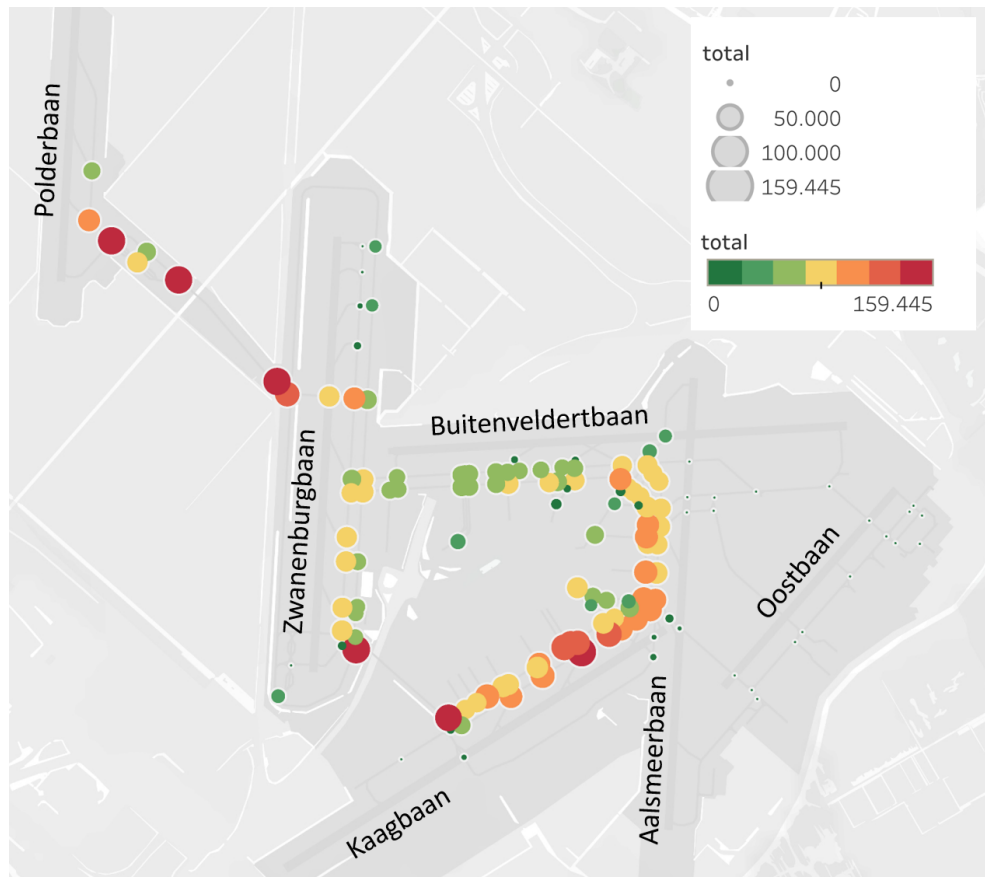 total
0
50.000
100.000
159.445
total
0 159.445
Polderbaan
Buitenveldertbaan
Zwanenburgbaan
Oostbaan
Aalsmeerbaan
Kaagbaan